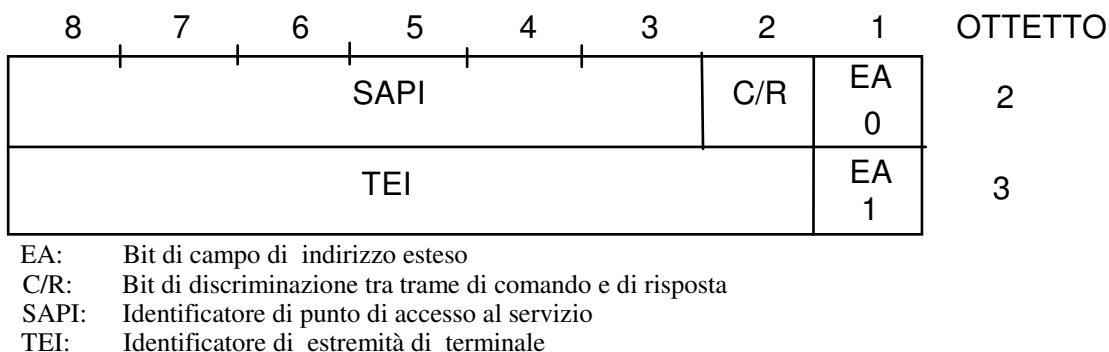 8 7 6 5 4 3 2 1 OTTETTO
SAPI C/R EA 0 2
TEI EA 1 3
EA: Bit di campo di indirizzo esteso
C/R: Bit di discriminazione tra trame di comando e di risposta
SAPI: Identificatore di punto di accesso al servizio
TEI: Identificatore di estremità di terminale